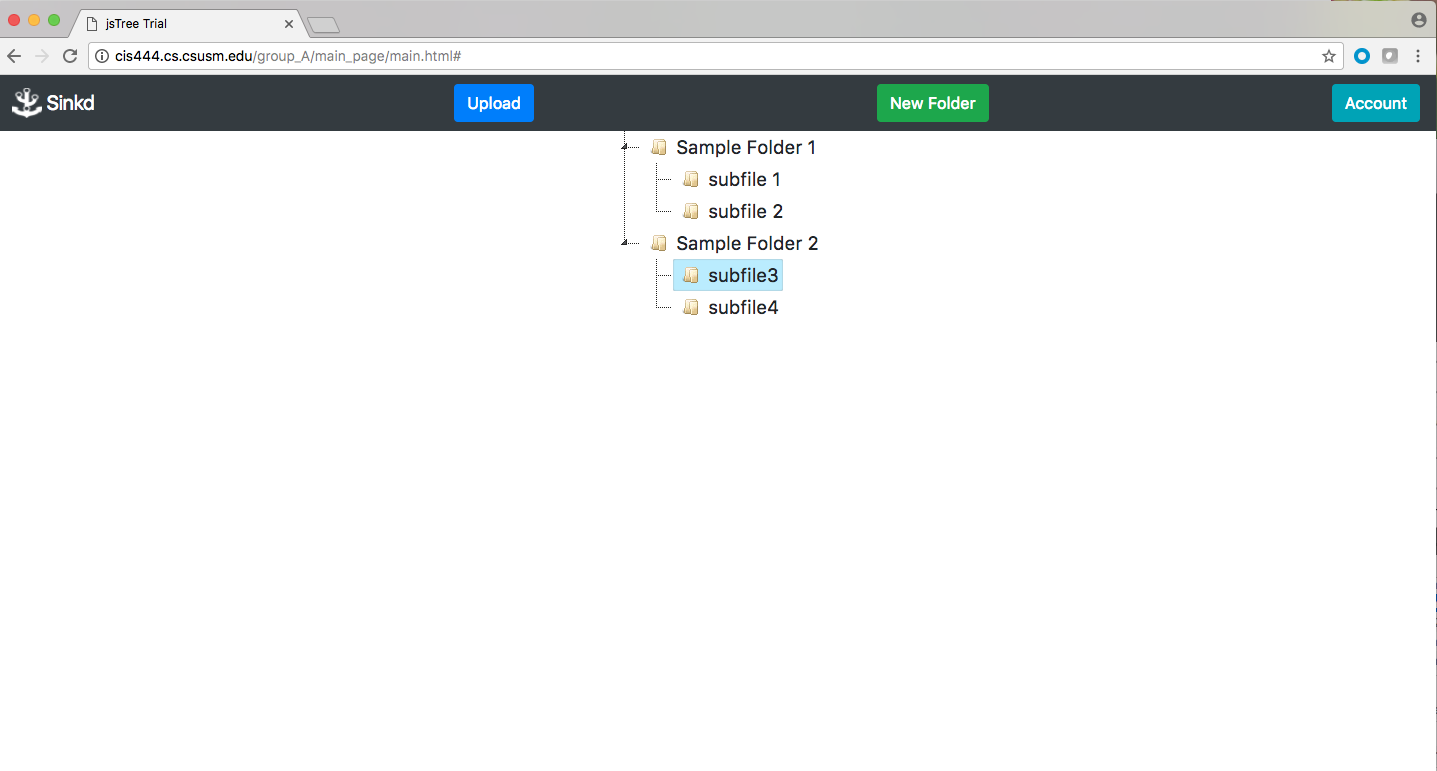 jsTree Trial
cis444.cs.csusm.edu/group_A/main_page/main.html#
Sinkd Upload New Folder Account
Sample Folder 1
subfile 1
subfile 2
Sample Folder 2
subfile3
subfile4